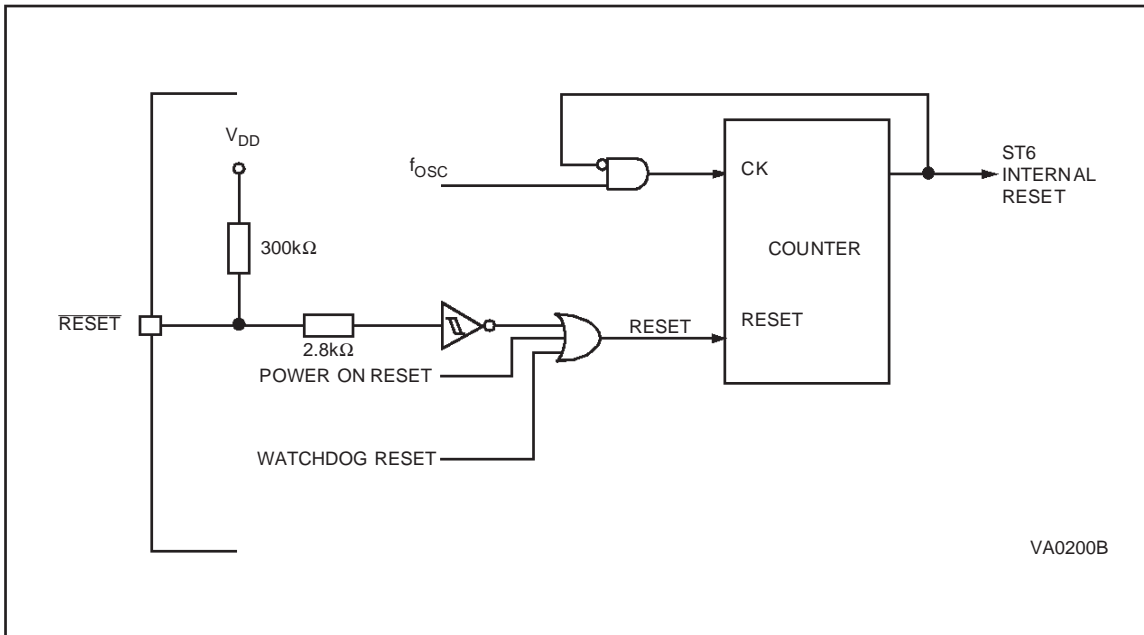 V_DD
f_OSC
300kΩ
RESET
2.8kΩ
POWER ON RESET
WATCHDOG RESET
RESET
CK
COUNTER
RESET
ST6
INTERNAL
RESET
VA0200B